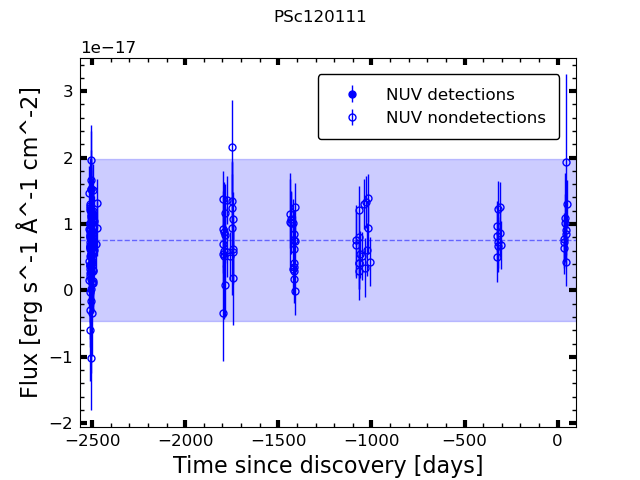 PSc120111
1e−17
NUV detections
NUV nondetections
3
2
1
0
−1
−2
Flux [erg s^-1 Å^-1 cm^-2]
−2500 −2000 −1500 −1000 −500 0
Time since discovery [days]